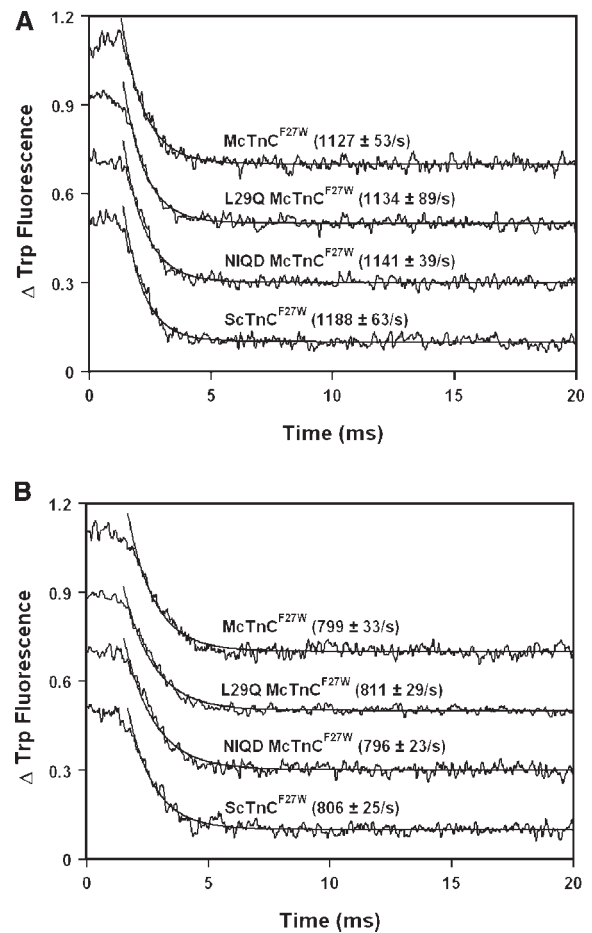 A
1.2
0.9
0.6
0.3
0
Δ Trp Fluorescence
McTnC^F27W (1127 ± 53/s)
L29Q McTnC^F27W (1134 ± 89/s)
NIQD McTnC^F27W (1141 ± 39/s)
ScTnC^F27W (1188 ± 63/s)
0 5 10 15 20
Time (ms)
B
1.2
0.9
0.6
0.3
0
Δ Trp Fluorescence
McTnC^F27W (799 ± 33/s)
L29Q McTnC^F27W (811 ± 29/s)
NIQD McTnC^F27W (796 ± 23/s)
ScTnC^F27W (806 ± 25/s)
0 5 10 15 20
Time (ms)